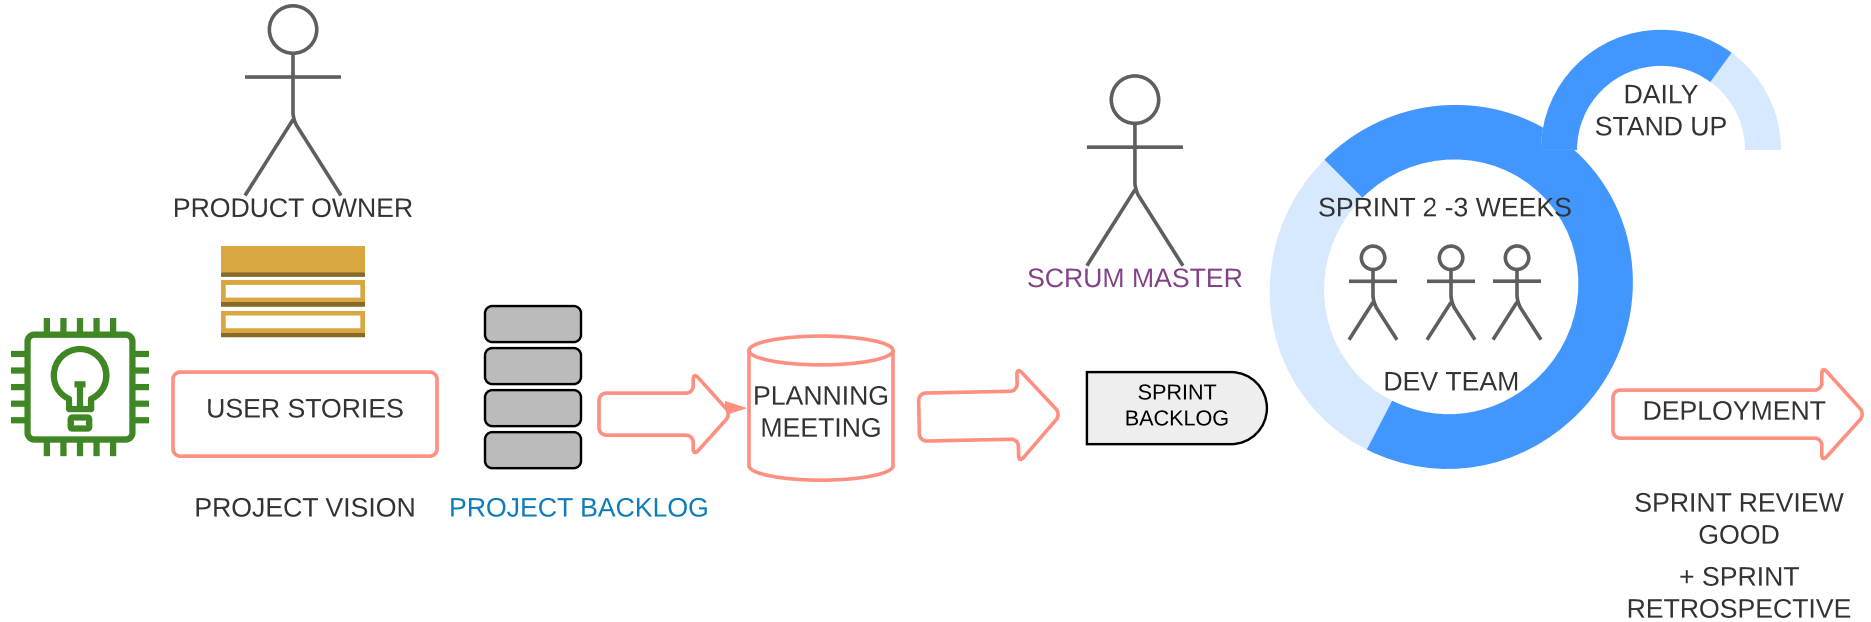 PRODUCT OWNER
USER STORIES
PROJECT VISION
PROJECT BACKLOG
PLANNING
MEETING
SCRUM MASTER
SPRINT
BACKLOG
DAILY
STAND UP
SPRINT 2 -3 WEEKS
DEV TEAM
DEPLOYMENT
SPRINT REVIEW
GOOD
+ SPRINT
RETROSPECTIVE